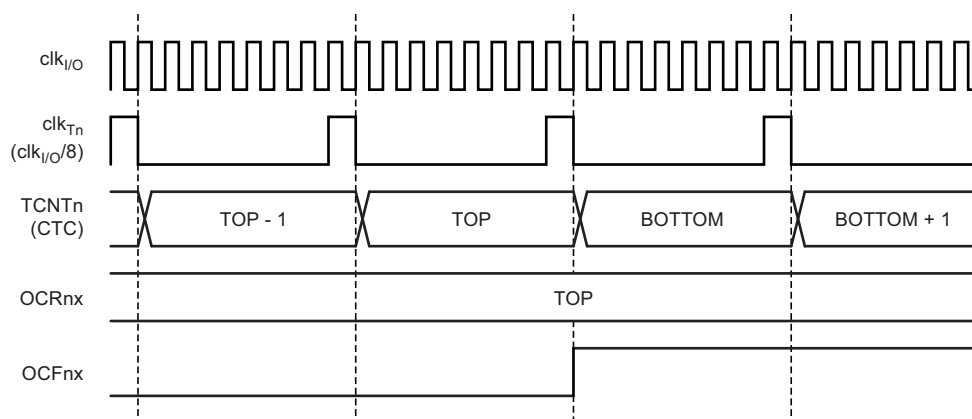 clkI/O
clkTn
(clkI/O/8)
TCNTn
(CTC)
TOP - 1
TOP
BOTTOM
BOTTOM + 1
OCRnx
TOP
OCFnx